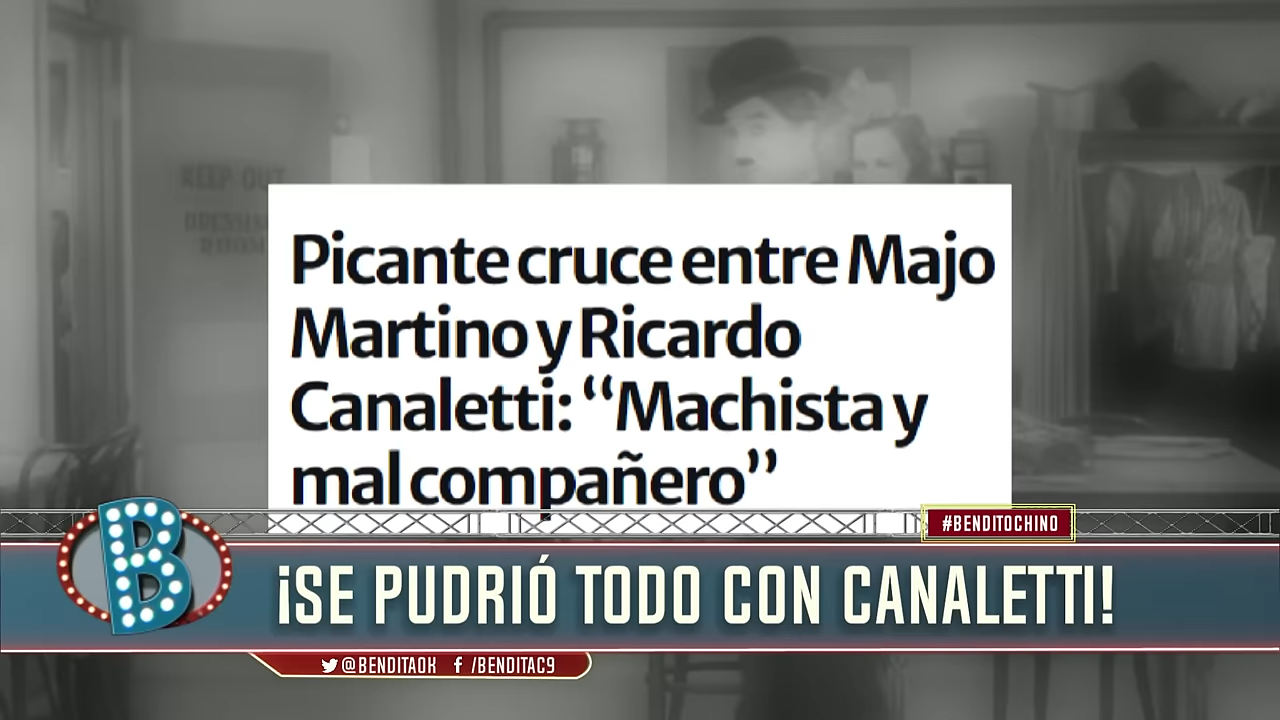 KEEP OUT
Picante cruce entre Majo
Martino y Ricardo
Canaletti: “Machista y
mal compañero”
#BENDITOCHINO
B
¡SE PUDRIÓ TODO CON CANALETTI!
@BENDITAOK f /BENDITAC9